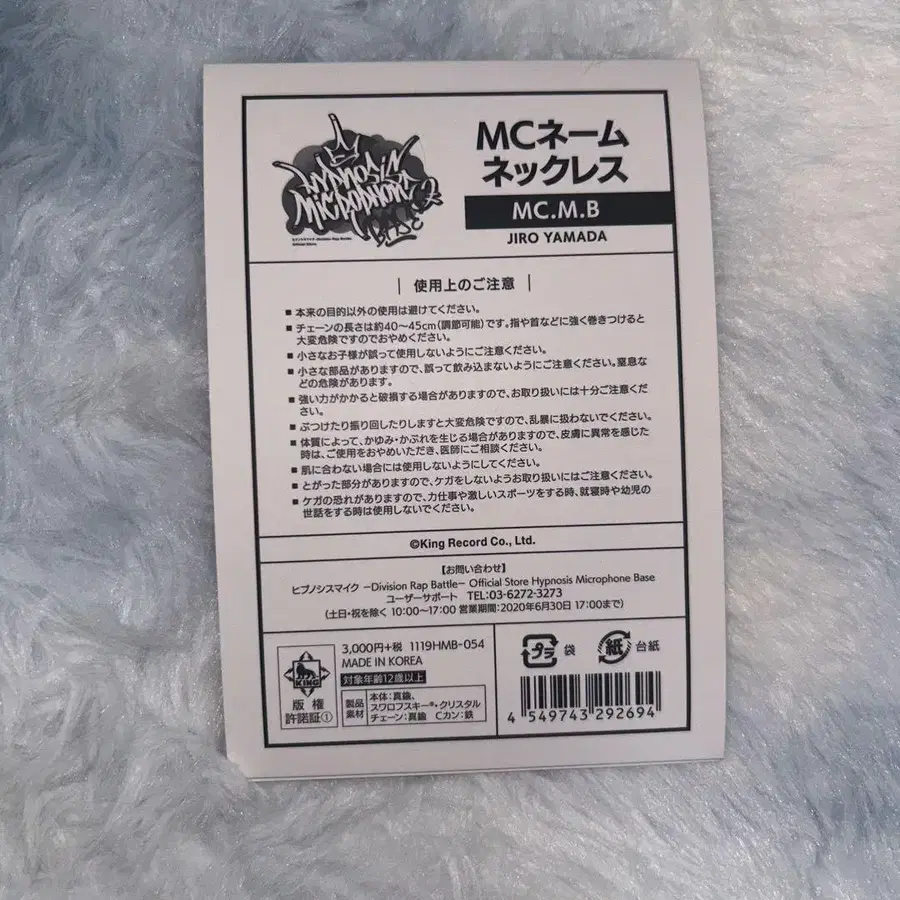 HYPNOSIS
MICROPHONE
BASE
MCネーム
ネックレス
MC.M.B
JIRO YAMADA
使用上のご注意
■ 本来の目的以外の使用は避けてください。
■ チェーンの長さは約40〜45cm(調節可能)です。指や首などに強く巻きつけると
大変危険ですのでおやめください。
■ 小さなお子様が誤って使用しないようにご注意ください。
■ 小さな部品がありますので、誤って飲み込まないようにご注意ください。窒息な
どの危険があります。
■ 強い力がかかると破損する場合がありますので、お取り扱いには十分ご注意くだ
さい。
■ ぶつけたり振り回したりしますと大変危険ですので、乱暴に扱わないでください。
■ 体質によって、かゆみ・かぶれを生じる場合がありますので、皮膚に異常を感じた
時は、ご使用をおやめいただき、医師にご相談ください。
■ 肌に合わない場合には使用しないようにしてください。
■ とがった部分がありますので、ケガをしないようお取り扱いにはご注意ください。
■ ケガの恐れがありますので、力仕事や激しいスポーツをする時、就寝時や幼児の
世話をする時は使用しないでください。
©King Record Co., Ltd.
【お問い合わせ】
ヒプノシスマイク −Division Rap Battle− Official Store Hypnosis Microphone Base
ユーザーサポート TEL:03-6272-3273
(土日・祝を除く 10:00〜17:00 営業期間:2020年6月30日 17:00まで)
KING
版権
許諾証①
3,000円+税 1119HMB-054
MADE IN KOREA
対象年齢12歳以上
製品
素材
本体:真鍮、
スワロフスキー®・クリスタル
チェーン:真鍮 Cカン:鉄
プラ 袋
紙 台紙
4 549743 292694